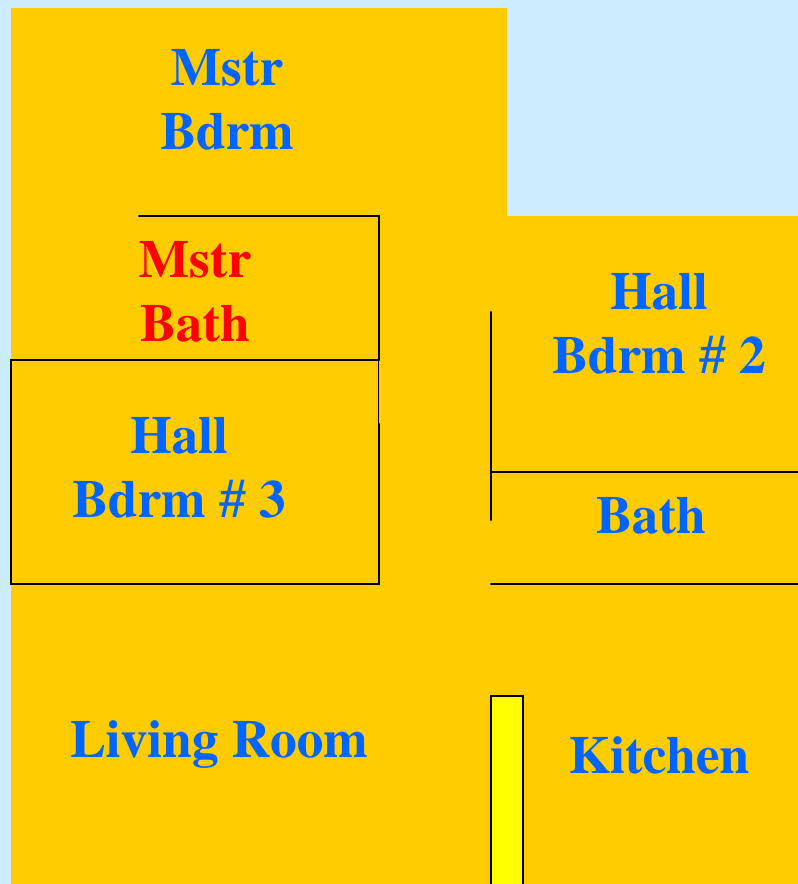 Mstr
Bdrm
Mstr
Bath
Hall
Bdrm # 2
Hall
Bdrm # 3
Bath
Living Room
Kitchen